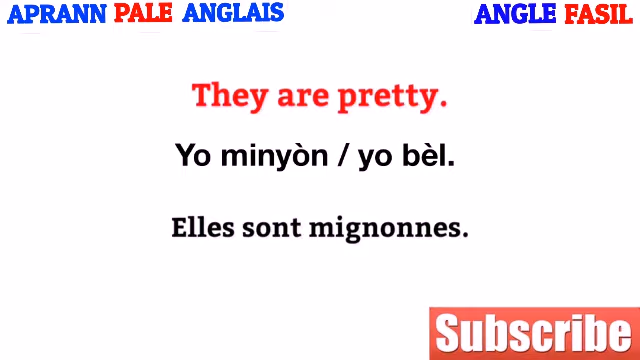 APRANN PALE ANGLAIS
ANGLE FASIL
They are pretty.
Yo minyòn / yo bèl.
Elles sont mignonnes.
Subscribe